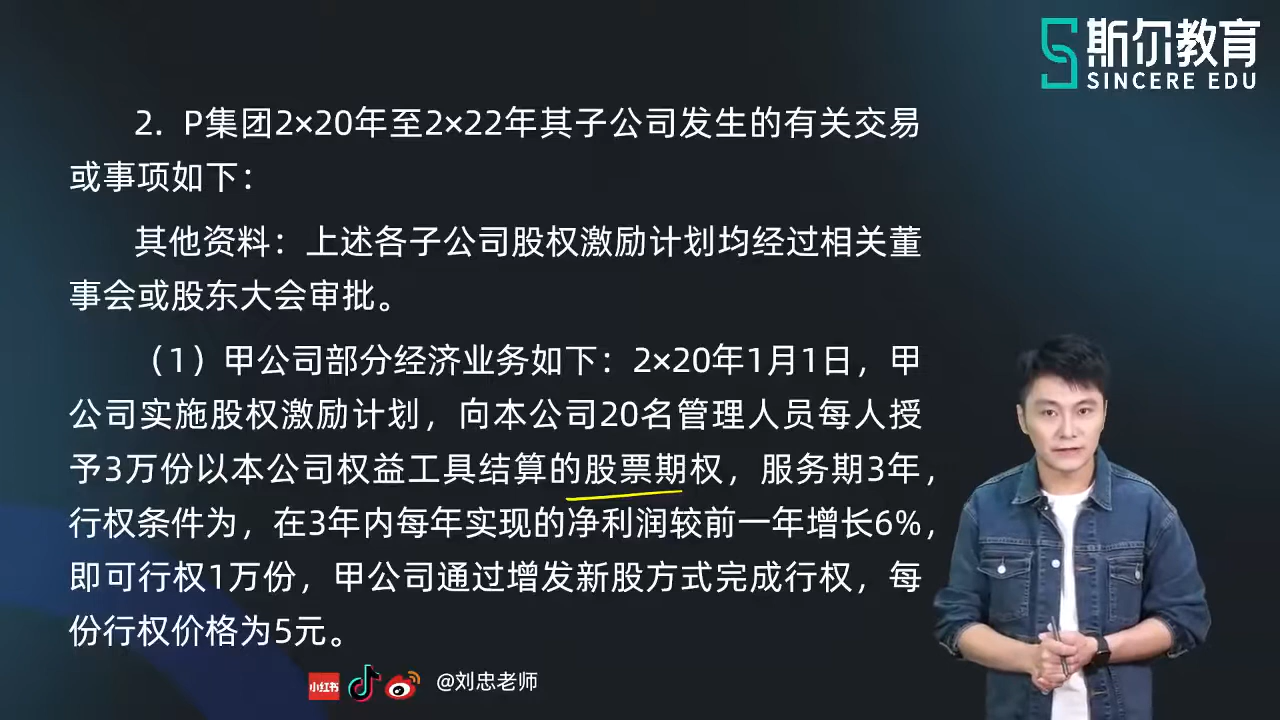 斯尔教育
SINCERE EDU
2. P集团2×20年至2×22年其子公司发生的有关交易
或事项如下：
其他资料：上述各子公司股权激励计划均经过相关董
事会或股东大会审批。
（1）甲公司部分经济业务如下：2×20年1月1日，甲
公司实施股权激励计划，向本公司20名管理人员每人授
予3万份以本公司权益工具结算的股票期权，服务期3年，
行权条件为，在3年内每年实现的净利润较前一年增长6%，
即可行权1万份，甲公司通过增发新股方式完成行权，每
份行权价格为5元。
小红书 @刘忠老师